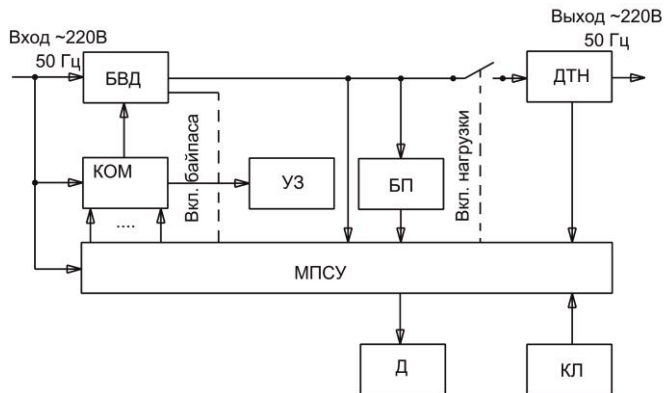 Вход ~220В
50 Гц
Выход ~220В
50 Гц
БВД
ДТН
КОМ
....
УЗ
БП
Вкл. байпаса
Вкл. нагрузки
МПСУ
Д
КЛ